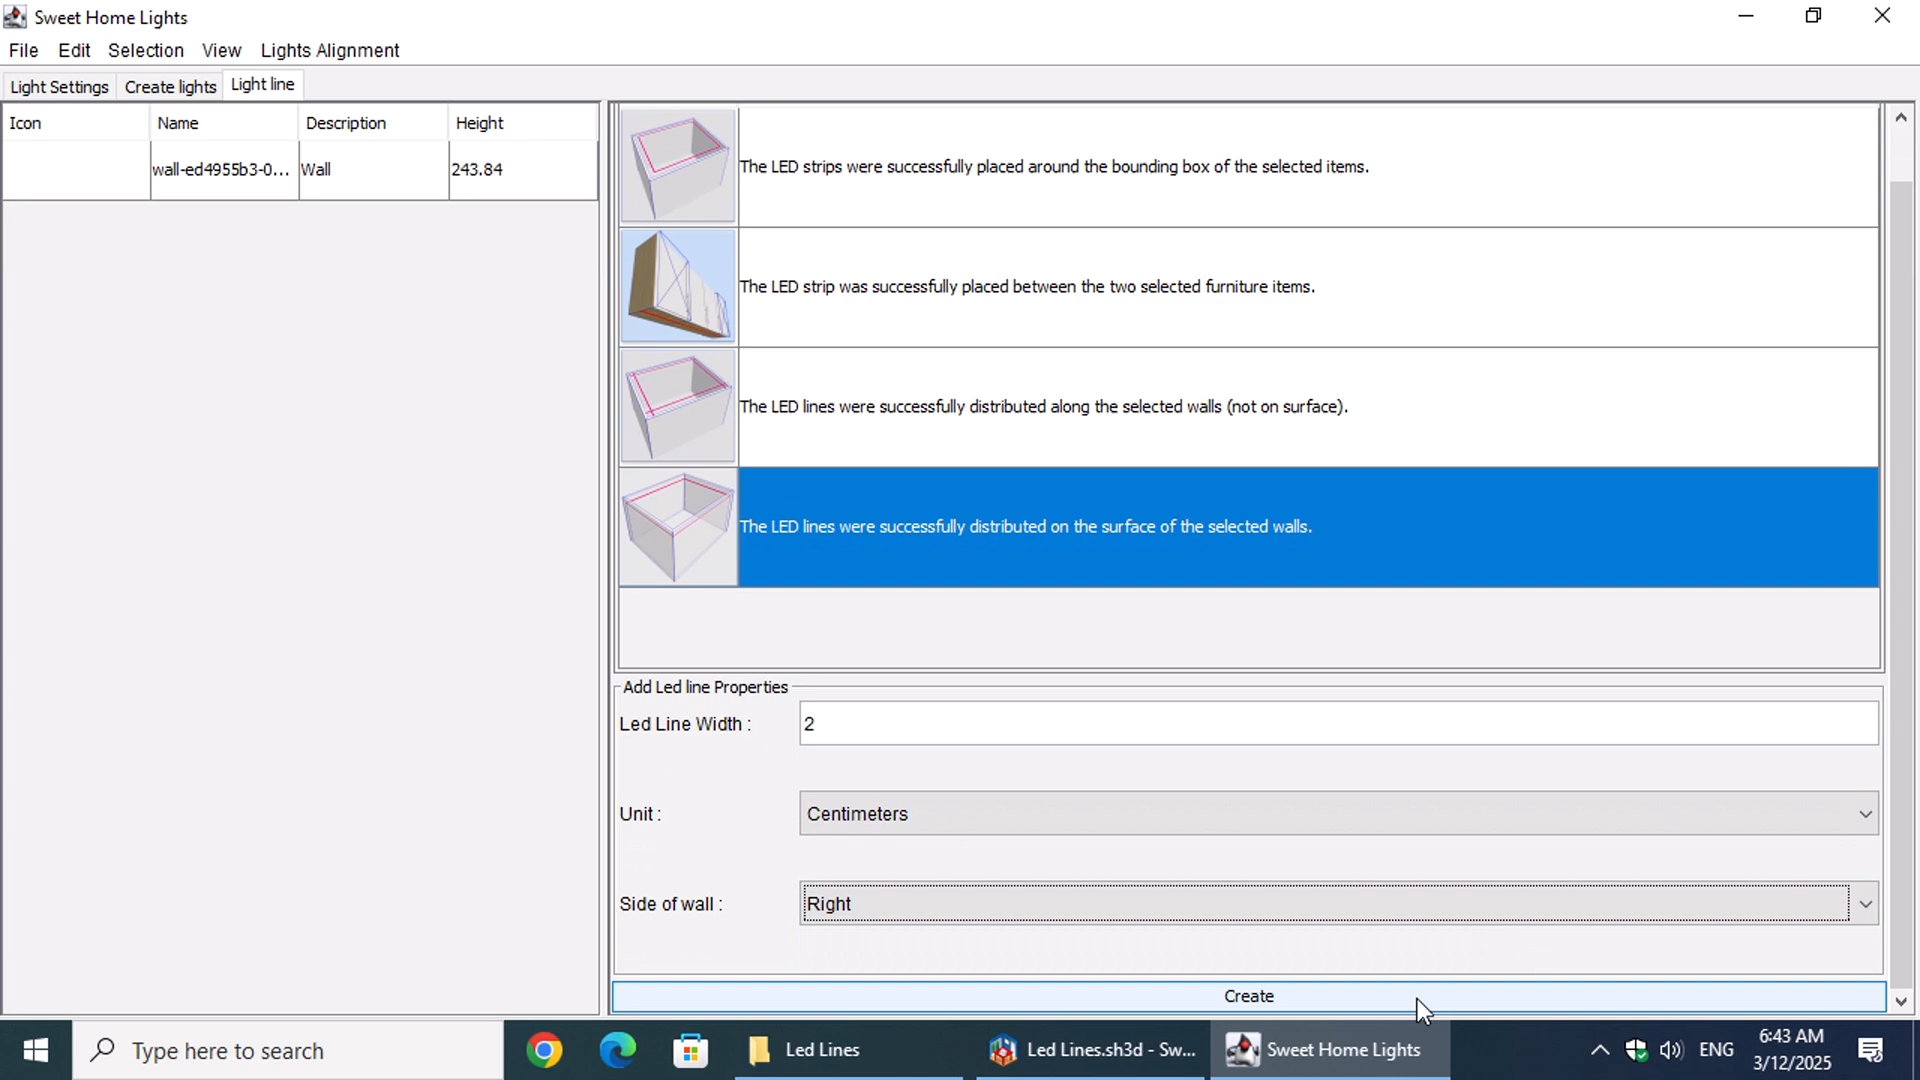 Sweet Home Lights
File Edit Selection View Lights Alignment
Light Settings Create lights Light line
Icon Name Description Height
wall-ed4955b3-0... Wall 243.84
The LED strips were successfully placed around the bounding box of the selected items.
The LED strip was successfully placed between the two selected furniture items.
The LED lines were successfully distributed along the selected walls (not on surface).
The LED lines were successfully distributed on the surface of the selected walls.
Add Led line Properties
Led Line Width : 2
Unit : Centimeters
Side of wall : Right
Create
Type here to search
Led Lines
Led Lines.sh3d - Sw...
Sweet Home Lights
ENG
6:43 AM
3/12/2025